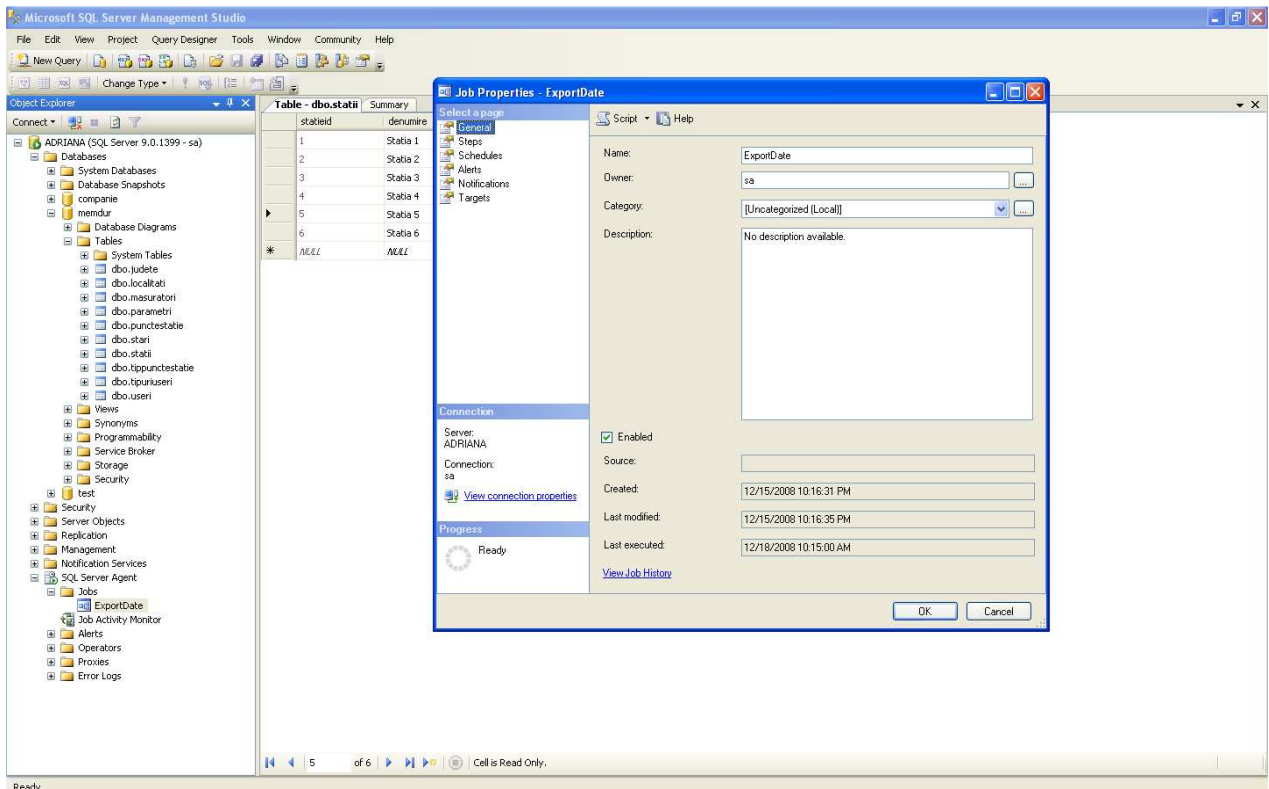 Microsoft SQL Server Management Studio
File Edit View Project Query Designer Tools Window Community Help
New Query
Change Type
Object Explorer
Connect
ADRIANA (SQL Server 9.0.1399 - sa)
Databases
System Databases
Database Snapshots
companie
memdur
Database Diagrams
Tables
System Tables
dbo.judete
dbo.localitati
dbo.masuratori
dbo.parametri
dbo.punctestatie
dbo.stari
dbo.statii
dbo.tippunctestatie
dbo.tipuriuseri
dbo.useri
Views
Synonyms
Programmability
Service Broker
Storage
Security
test
Security
Server Objects
Replication
Management
Notification Services
SQL Server Agent
Jobs
ExportDate
Job Activity Monitor
Alerts
Operators
Proxies
Error Logs
Table - dbo.statii Summary
statieid denumire
1 Statia 1
2 Statia 2
3 Statia 3
4 Statia 4
5 Statia 5
6 Statia 6
NULL NULL
5 of 6 Cell is Read Only.
Job Properties - ExportDate
Select a page
General
Steps
Schedules
Alerts
Notifications
Targets
Connection
Server:
ADRIANA
Connection:
sa
View connection properties
Progress
Ready
Script Help
Name: ExportDate
Owner: sa ...
Category: [Uncategorized (Local)] ...
Description: No description available.
Enabled
Source:
Created: 12/15/2008 10:16:31 PM
Last modified: 12/15/2008 10:16:35 PM
Last executed: 12/18/2008 10:15:00 AM
View Job History
OK Cancel
Ready